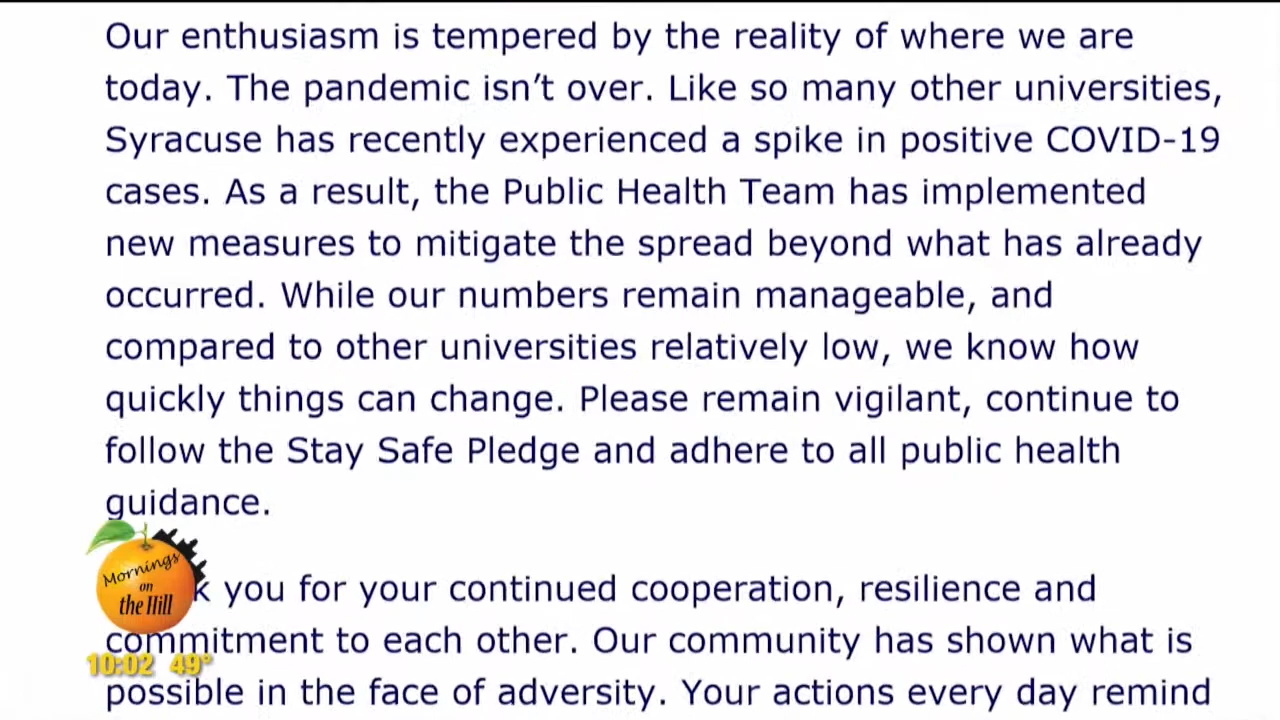 Our enthusiasm is tempered by the reality of where we are
today. The pandemic isn’t over. Like so many other universities,
Syracuse has recently experienced a spike in positive COVID-19
cases. As a result, the Public Health Team has implemented
new measures to mitigate the spread beyond what has already
occurred. While our numbers remain manageable, and
compared to other universities relatively low, we know how
quickly things can change. Please remain vigilant, continue to
follow the Stay Safe Pledge and adhere to all public health
guidance.
k you for your continued cooperation, resilience and
commitment to each other. Our community has shown what is
possible in the face of adversity. Your actions every day remind
Mornings
on
the Hill
10:02 49°